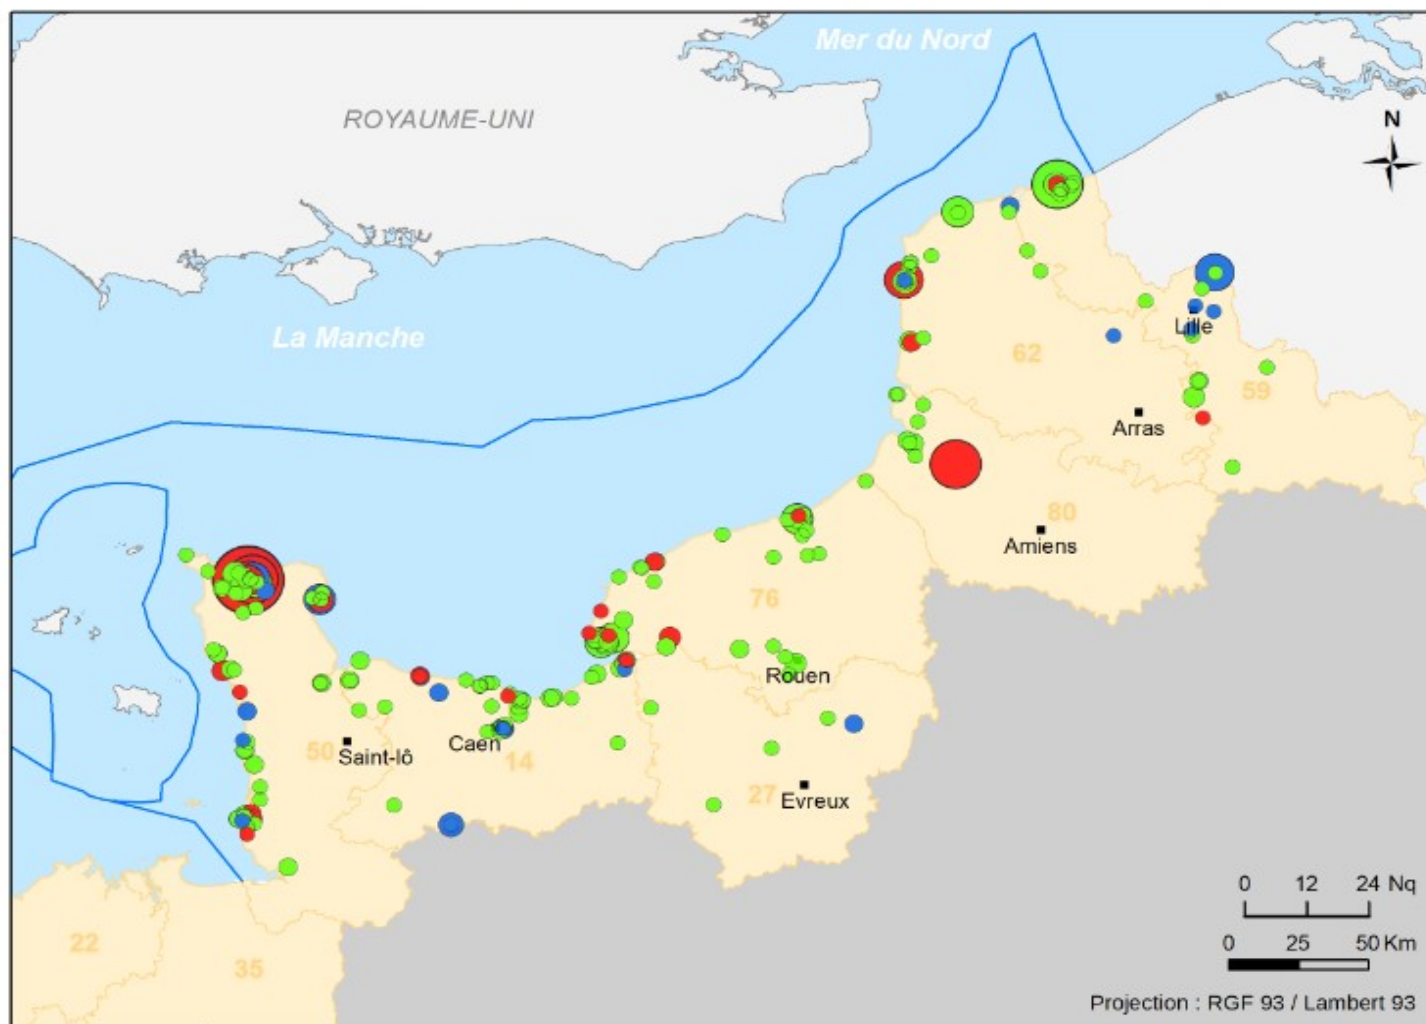 Mer du Nord
ROYAUME-UNI
N
La Manche
Lille
62
59
Arras
80
Amiens
76
Rouen
50
Saint-lô
Caen
14
27
Evreux
22
35
0 12 24 Nq
0 25 50 Km
Projection : RGF 93 / Lambert 93